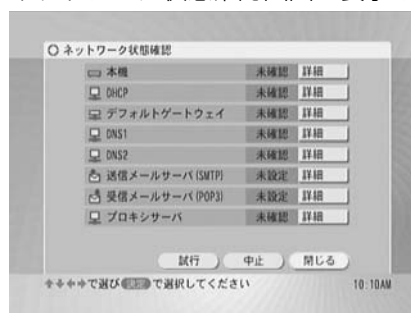 ネットワーク状態確認
本機 未確認 詳細
DHCP 未確認 詳細
デフォルトゲートウェイ 未確認 詳細
DNS1 未確認 詳細
DNS2 未確認 詳細
送信メールサーバ(SMTP) 未設定 詳細
受信メールサーバ(POP3) 未設定 詳細
プロキシサーバ 未確認 詳細
試行 中止 閉じる
で選び 決定 で選択してください 10:10AM